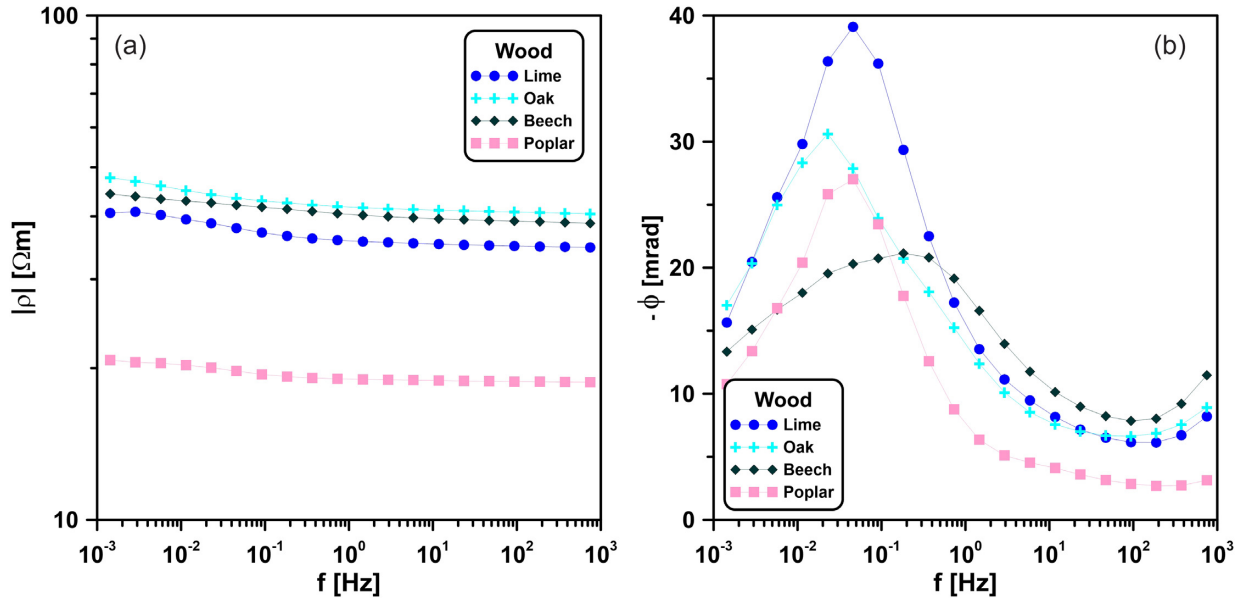 (a)
100
10
|ρ| [Ωm]
Wood
Lime
Oak
Beech
Poplar
10⁻³ 10⁻² 10⁻¹ 10⁰ 10¹ 10² 10³
f [Hz]
(b)
40
30
20
10
0
- ϕ [mrad]
Wood
Lime
Oak
Beech
Poplar
10⁻³ 10⁻² 10⁻¹ 10⁰ 10¹ 10² 10³
f [Hz]